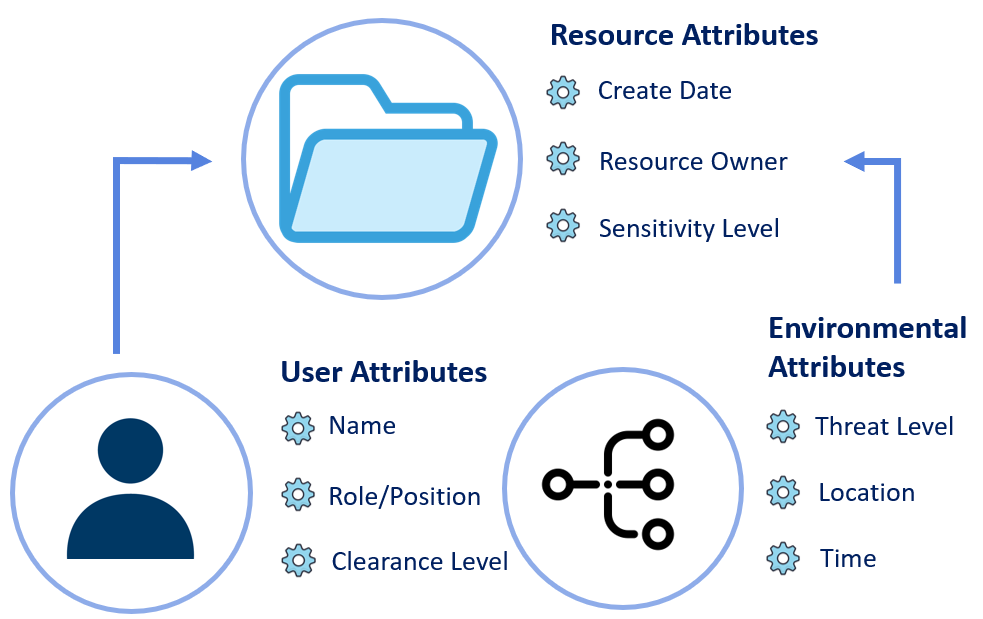 Resource Attributes
Create Date
Resource Owner
Sensitivity Level
User Attributes
Name
Role/Position
Clearance Level
Environmental
Attributes
Threat Level
Location
Time